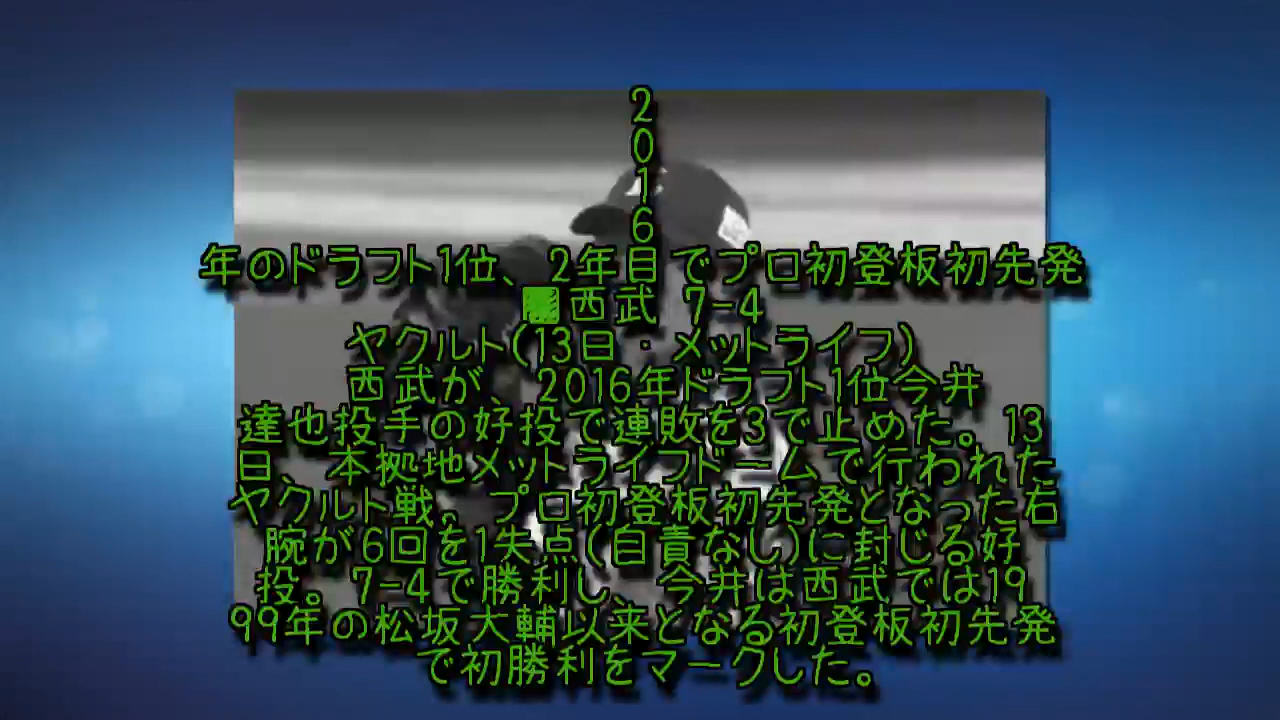 2
0
1
6
年のドラフト1位、2年目でプロ初登板初先発
■西武 7-4
ヤクルト(13日・メットライフ)
西武が、2016年ドラフト1位今井
達也投手の好投で連敗を3で止めた。13
日、本拠地メットライフドームで行われた
ヤクルト戦。プロ初登板初先発となった右
腕が6回を1失点(自責なし)に封じる好
投。7-4で勝利し、今井は西武では19
99年の松坂大輔以来となる初登板初先発
で初勝利をマークした。